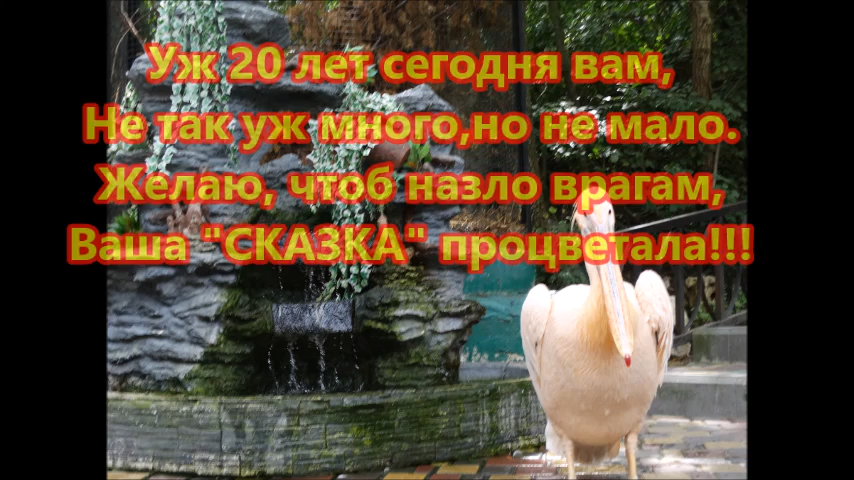 Уж 20 лет сегодня вам,
Не так уж много,но не мало.
Желаю, чтоб назло врагам,
Ваша "СКАЗКА" процветала!!!